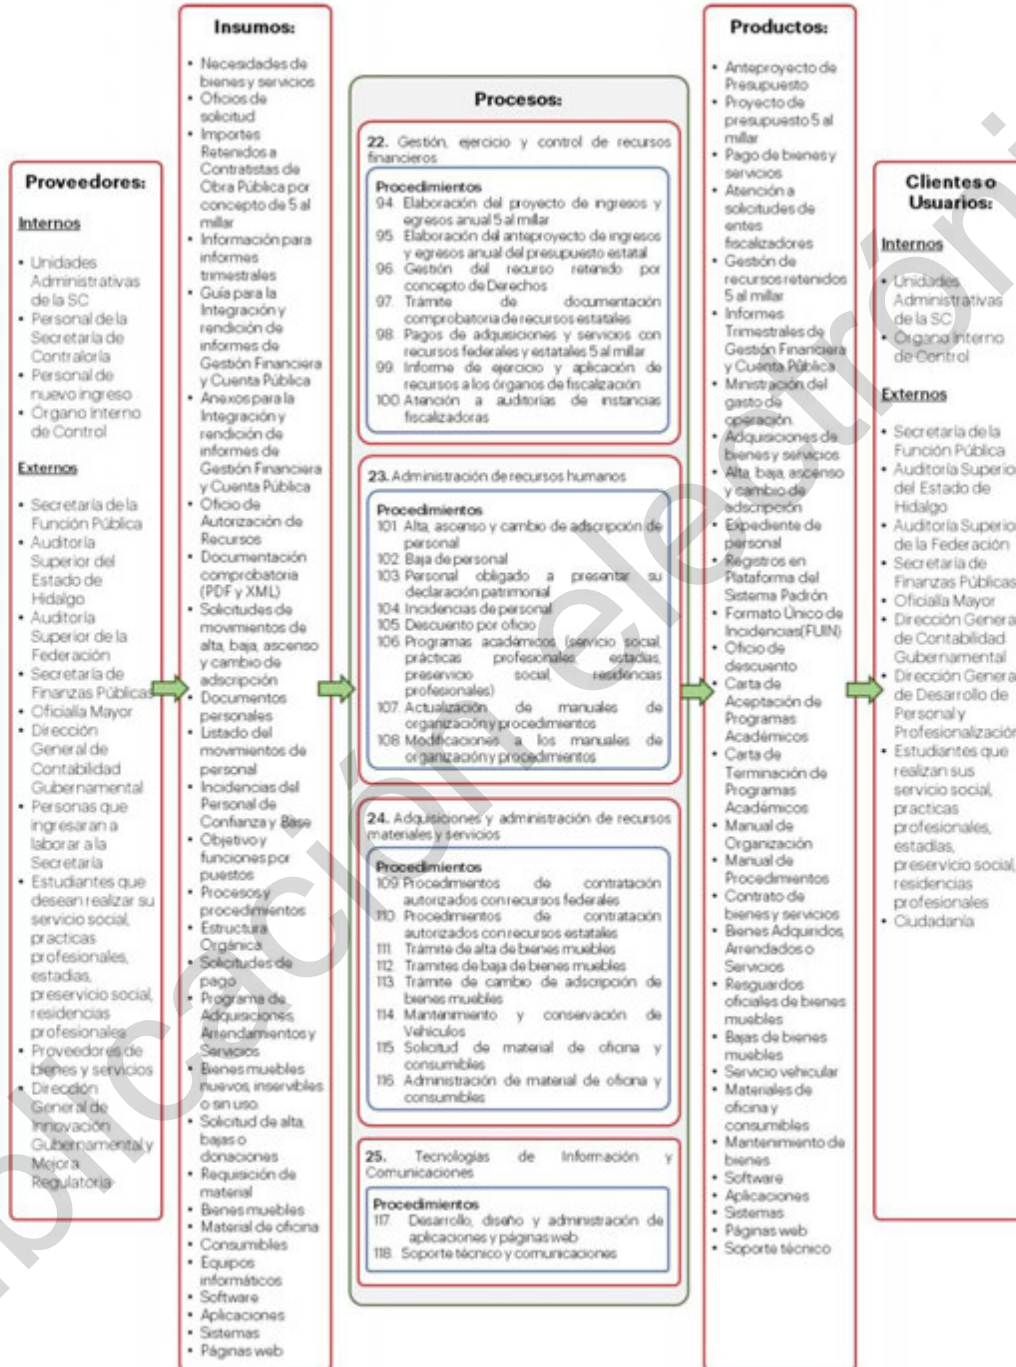 Proveedores:
Internos
• Unidades
Administrativas
de la SC
• Personal de la
Secretaría de
Contraloría
• Personal de
nuevo ingreso
• Órgano Interno
de Control
Externos
• Secretaría de la
Función Pública
• Auditoría
Superior del
Estado de
Hidalgo
• Auditoría
Superior de la
Federación
• Secretaría de
Finanzas Públicas
• Oficialía Mayor
• Dirección
General de
Contabilidad
Gubernamental
• Personas que
ingresaran a
laborar a la
Secretaría
• Estudiantes que
desean realizar su
servicio social,
practicas
profesionales,
estadías,
preservicio social,
residencias
profesionales
• Proveedores de
bienes y servicios
• Dirección
General de
Innovación
Gubernamental y
Mejora
Regulatoria
Insumos:
• Necesidades de
bienes y servicios
• Oficios de
solicitud
• Importes
Retenidos a
Contratistas de
Obra Pública por
concepto de 5 al
millar
• Información para
informes
trimestrales
• Guía para la
Integración y
rendición de
informes de
Gestión Financiera
y Cuenta Pública
• Anexos para la
Integración y
rendición de
informes de
Gestión Financiera
y Cuenta Pública
• Oficio de
Autorización de
Recursos
• Documentación
comprobatoria
(PDF y XML)
• Solicitudes de
movimientos de
alta, baja, ascenso
y cambio de
adscripción
• Documentos
personales
• Listado del
movimientos de
personal
• Incidencias del
Personal de
Confianza y Base
• Objetivo y
funciones por
puestos
• Procesos y
procedimientos
• Estructura
Orgánica
• Solicitudes de
pago
• Programa de
Adquisiciones,
Arrendamientos y
Servicios
• Bienes muebles
nuevos, inservibles
o sin uso.
• Solicitud de alta,
bajas o
donaciones
• Requisición de
material
• Bienes muebles
• Material de oficina
• Consumibles
• Equipos
informáticos
• Software
• Aplicaciones
• Sistemas
• Páginas web
Procesos:
22. Gestión, ejercicio y control de recursos
financieros
Procedimientos
94. Elaboración del proyecto de ingresos y
egresos anual 5 al millar
95. Elaboración del anteproyecto de ingresos
y egresos anual del presupuesto estatal
96. Gestión del recurso retenido por
concepto de Derechos
97. Trámite de documentación
comprobatoria de recursos estatales
98. Pagos de adquisiciones y servicios con
recursos federales y estatales 5 al millar
99. Informe de ejercicio y aplicación de
recursos a los órganos de fiscalización
100. Atención a auditorías de instancias
fiscalizadoras
23. Administración de recursos humanos
Procedimientos
101. Alta, ascenso y cambio de adscripción de
personal
102. Baja de personal
103. Personal obligado a presentar su
declaración patrimonial
104. Incidencias de personal
105. Descuento por oficio
106. Programas académicos (servicio social,
prácticas profesionales, estadías,
preservicio social, residencias
profesionales)
107. Actualización de manuales de
organización y procedimientos
108. Modificaciones a los manuales de
organización y procedimientos
24. Adquisiciones y administración de recursos
materiales y servicios
Procedimientos
109. Procedimientos de contratación
autorizados con recursos federales
110. Procedimientos de contratación
autorizados con recursos estatales
111. Trámite de alta de bienes muebles
112. Tramites de baja de bienes muebles
113. Trámite de cambio de adscripción de
bienes muebles
114. Mantenimiento y conservación de
Vehículos
115. Solicitud de material de oficina y
consumibles
116. Administración de material de oficina y
consumibles
25. Tecnologías de Información y
Comunicaciones
Procedimientos
117. Desarrollo, diseño y administración de
aplicaciones y páginas web
118. Soporte técnico y comunicaciones
Productos:
• Anteproyecto de
Presupuesto
• Proyecto de
presupuesto 5 al
millar
• Pago de bienes y
servicios
• Atención a
solicitudes de
entes
fiscalizadores
• Gestión de
recursos retenidos
5 al millar
• Informes
Trimestrales de
Gestión Financiera
y Cuenta Pública
• Ministración del
gasto de
operación.
• Adquisiciones de
bienes y servicios
• Alta, baja, ascenso
y cambio de
adscripción
• Expediente de
personal
• Registros en
Plataforma del
Sistema Padrón
• Formato Único de
Incidencias(FUIN)
• Oficio de
descuento
• Carta de
Aceptación de
Programas
Académicos
• Carta de
Terminación de
Programas
Académicos
• Manual de
Organización
• Manual de
Procedimientos
• Contrato de
bienes y servicios
• Bienes Adquiridos,
Arrendados o
Servicios
• Resguardos
oficiales de bienes
muebles
• Bajas de bienes
muebles
• Servicio vehicular
• Materiales de
oficina y
consumibles
• Mantenimiento de
bienes
• Software
• Aplicaciones
• Sistemas
• Páginas web
• Soporte técnico
Clientes o
Usuarios:
Internos
• Unidades
Administrativas
de la SC
• Órgano Interno
de Control
Externos
• Secretaría de la
Función Pública
• Auditoría Superio
del Estado de
Hidalgo
• Auditoría Superio
de la Federación
• Secretaría de
Finanzas Públicas
• Oficialía Mayor
• Dirección Genera
de Contabilidad
Gubernamental
• Dirección Genera
de Desarrollo de
Personal y
Profesionalización
• Estudiantes que
realizan sus
servicio social,
practicas
profesionales,
estadías,
preservicio social,
residencias
profesionales
• Ciudadanía
blicación electróni